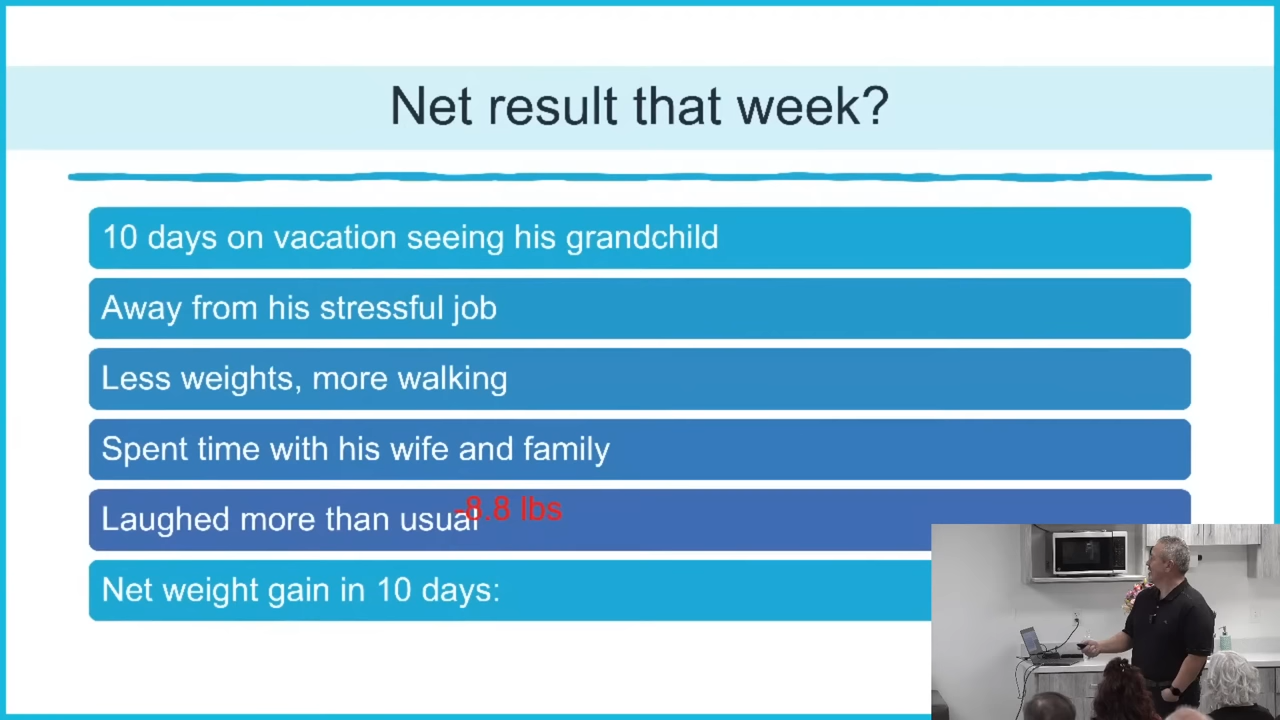 Net result that week?
10 days on vacation seeing his grandchild
Away from his stressful job
Less weights, more walking
Spent time with his wife and family
Laughed more than usual
-8.8 lbs
Net weight gain in 10 days: